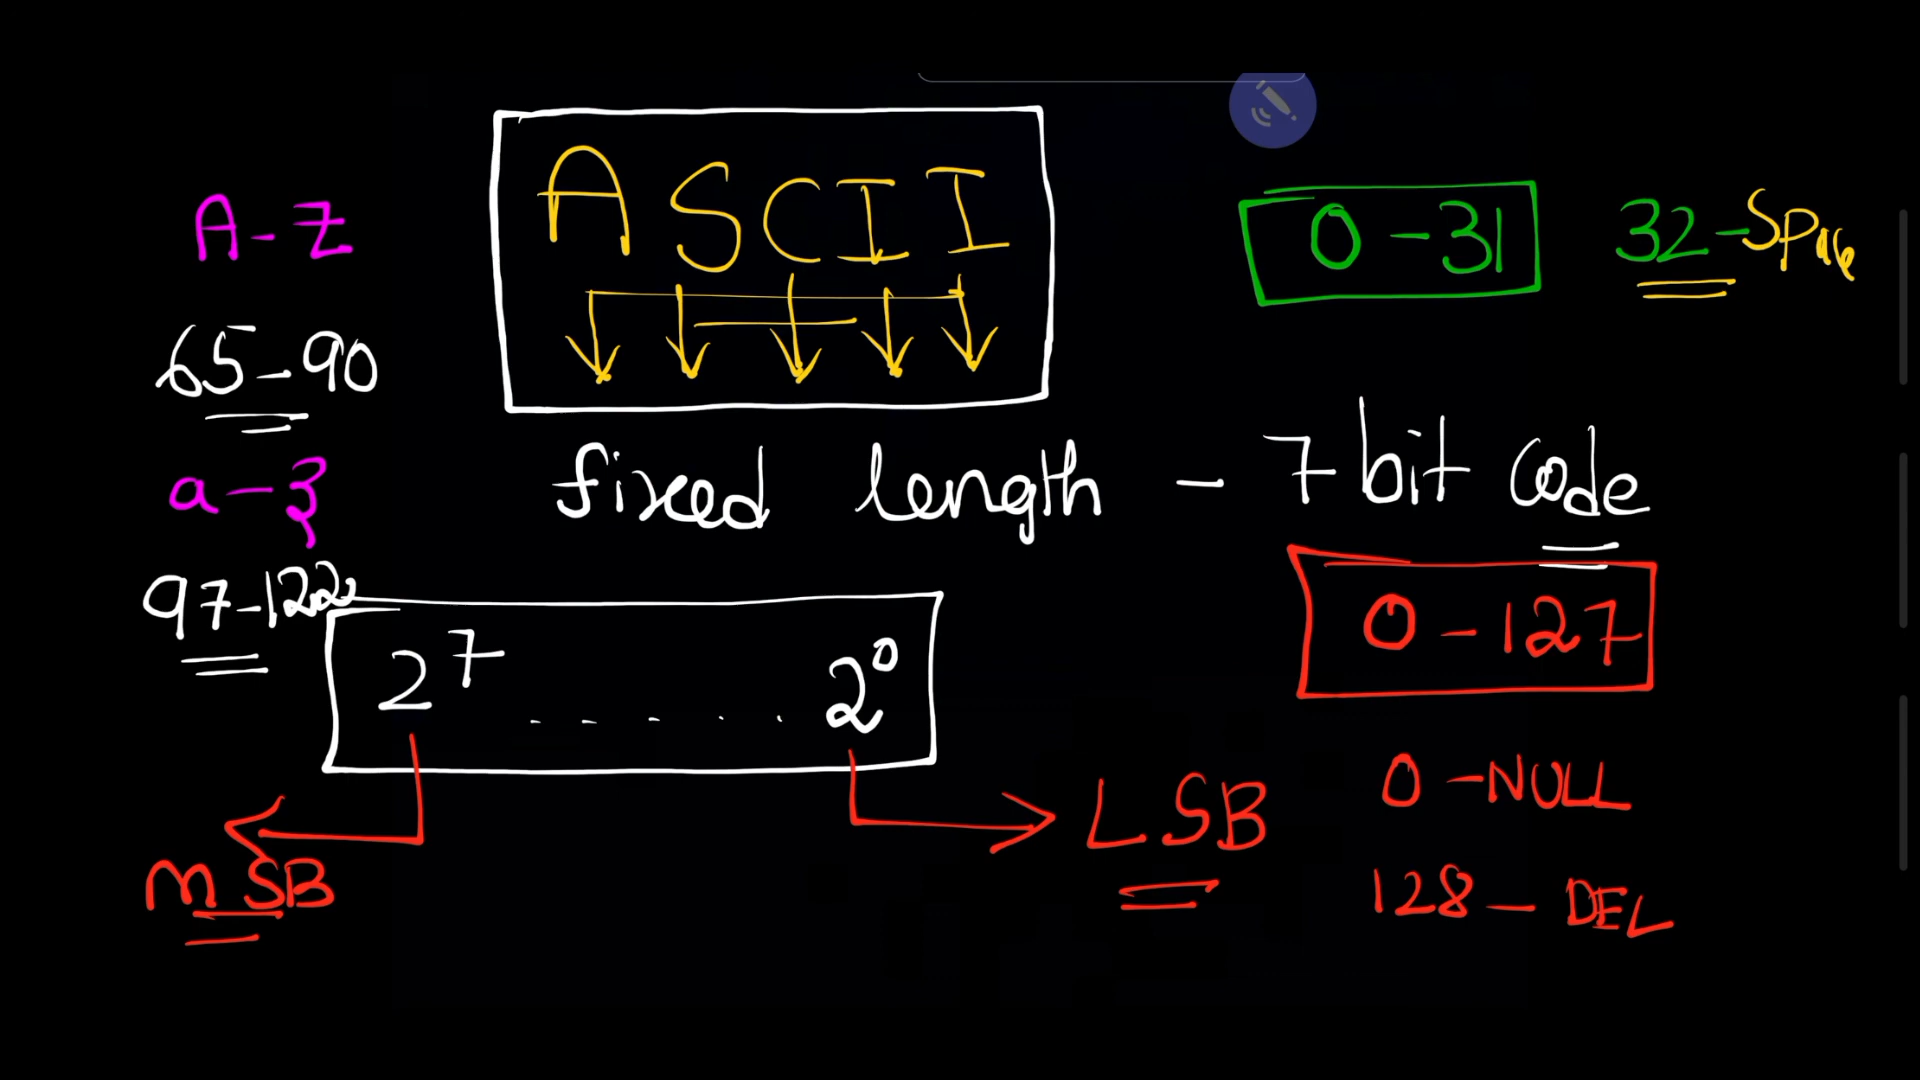 ASCII
A-Z
0-31
32-Space
65-90
fixed length - 7 bit code
a-z
97-122
0-127
2^7 ...... 2^0
0-NULL
LSB
MSB
128-DEL